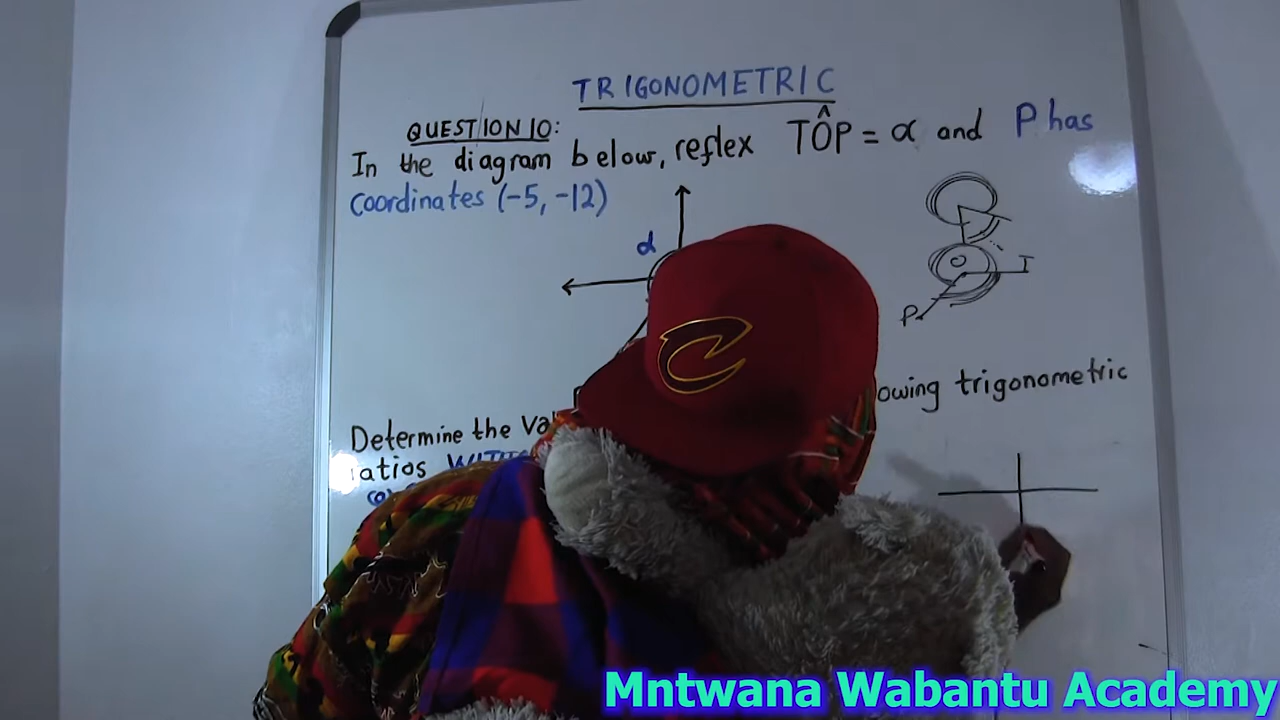 TRIGONOMETRIC
QUESTION 10:
In the diagram below, reflex TÔP = α and P has
coordinates (-5, -12)
α
O
T
P
C
owing trigonometric
Determine the Va
ratios
Mntwana Wabantu Academy